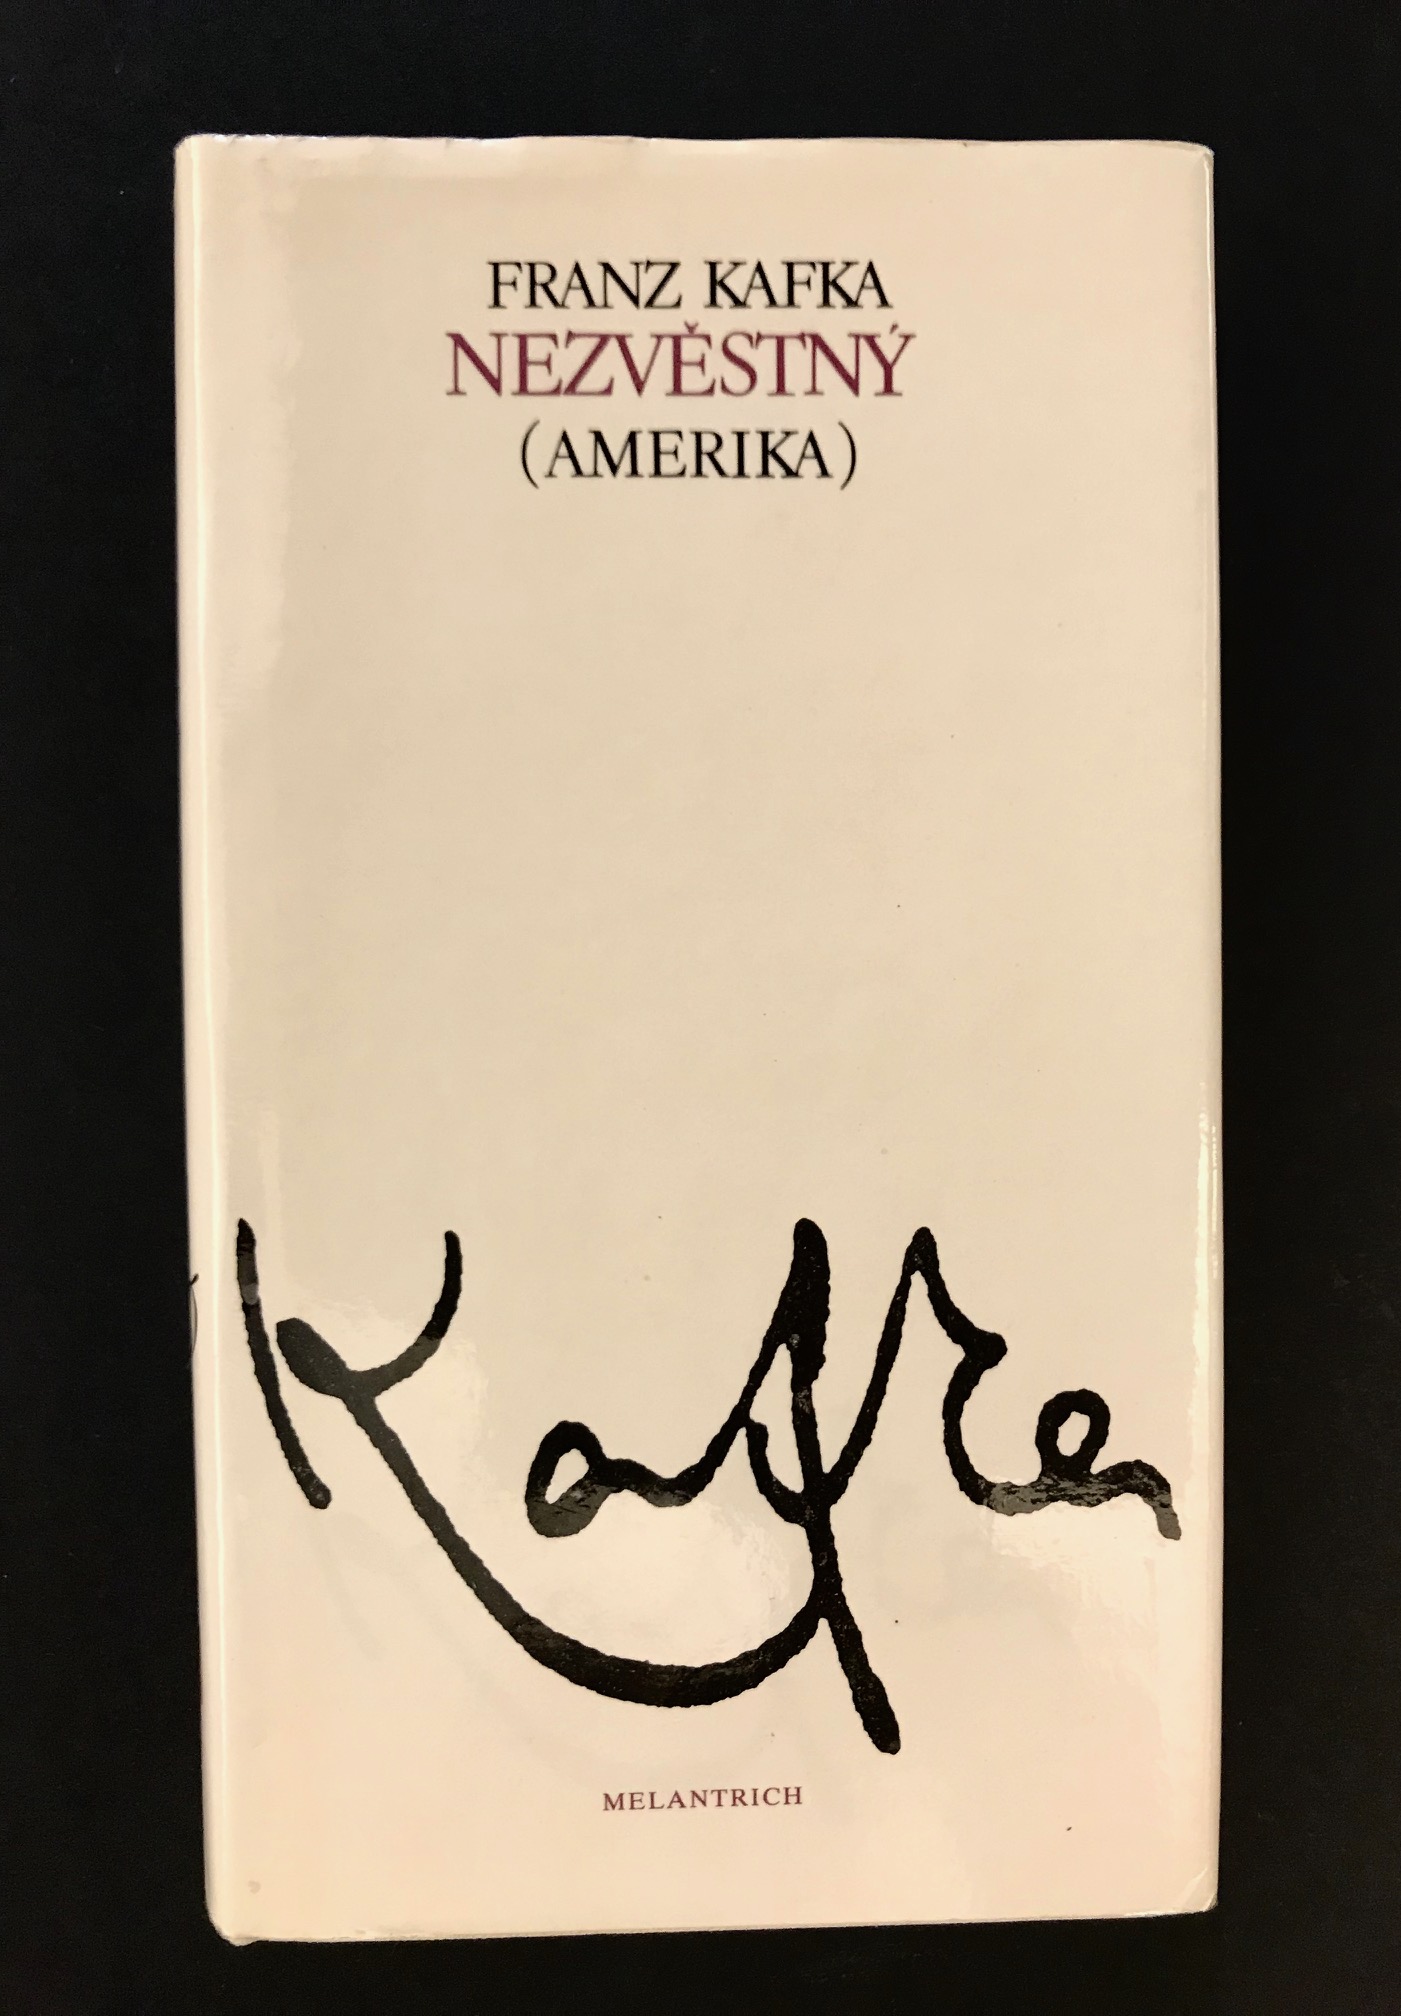 FRANZ KAFKA
NEZVĚSTNÝ
(AMERIKA)
Kafka
MELANTRICH